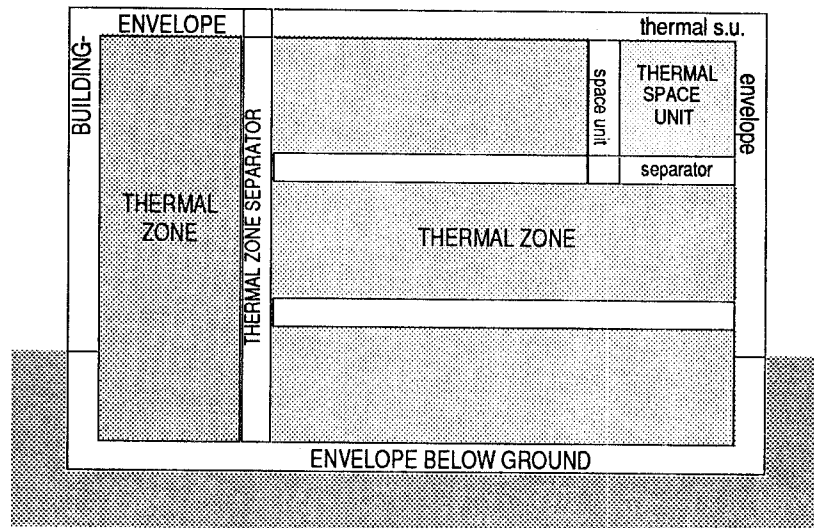 ENVELOPE
thermal s.u.
BUILDING-
THERMAL
ZONE
THERMAL ZONE SEPARATOR
space unit
THERMAL
SPACE
UNIT
envelope
separator
THERMAL ZONE
ENVELOPE BELOW GROUND